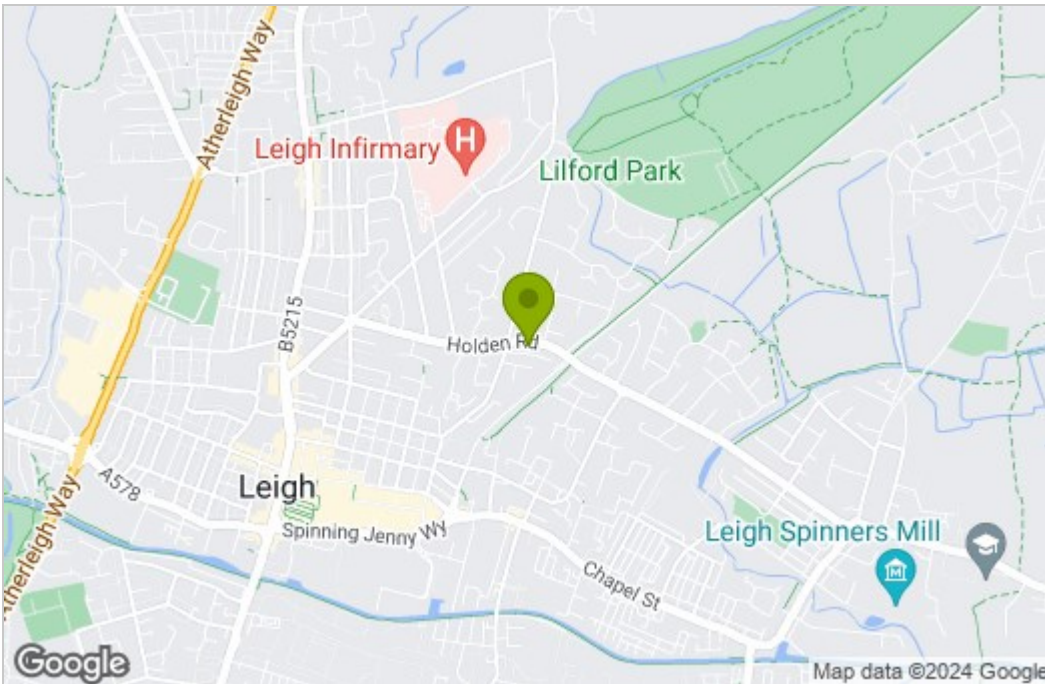 Atherleigh Way
Leigh Infirmary
H
Lilford Park
B5215
Holden Rd
A578
Leigh
Spinning Jenny Wy
Leigh Spinners Mill
M
Atherleigh Way
Chapel St
Google
Map data ©2024 Google